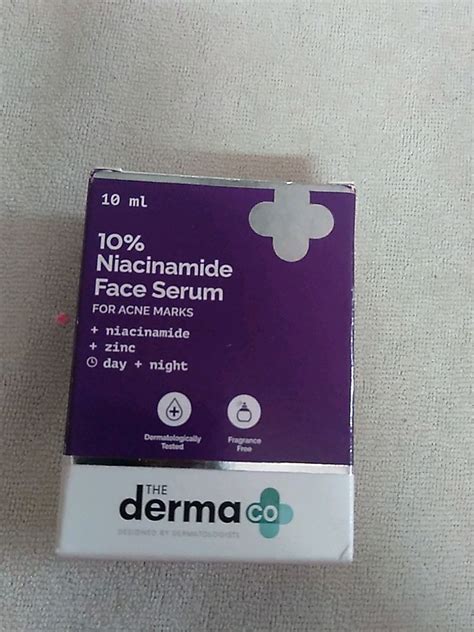 10 ml
10%
Niacinamide
Face Serum
FOR ACNE MARKS
+ niacinamide
+ zinc
day + night
Dermatologically
Tested
Fragrance
Free
THE
derma co
DESIGNED BY DERMATOLOGISTS